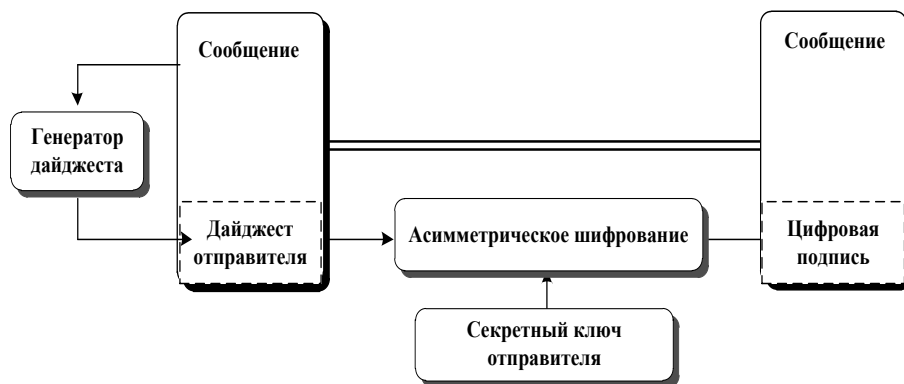 Сообщение
Генератор
дайджеста
Дайджест
отправителя
Асимметрическое шифрование
Секретный ключ
отправителя
Сообщение
Цифровая
подпись